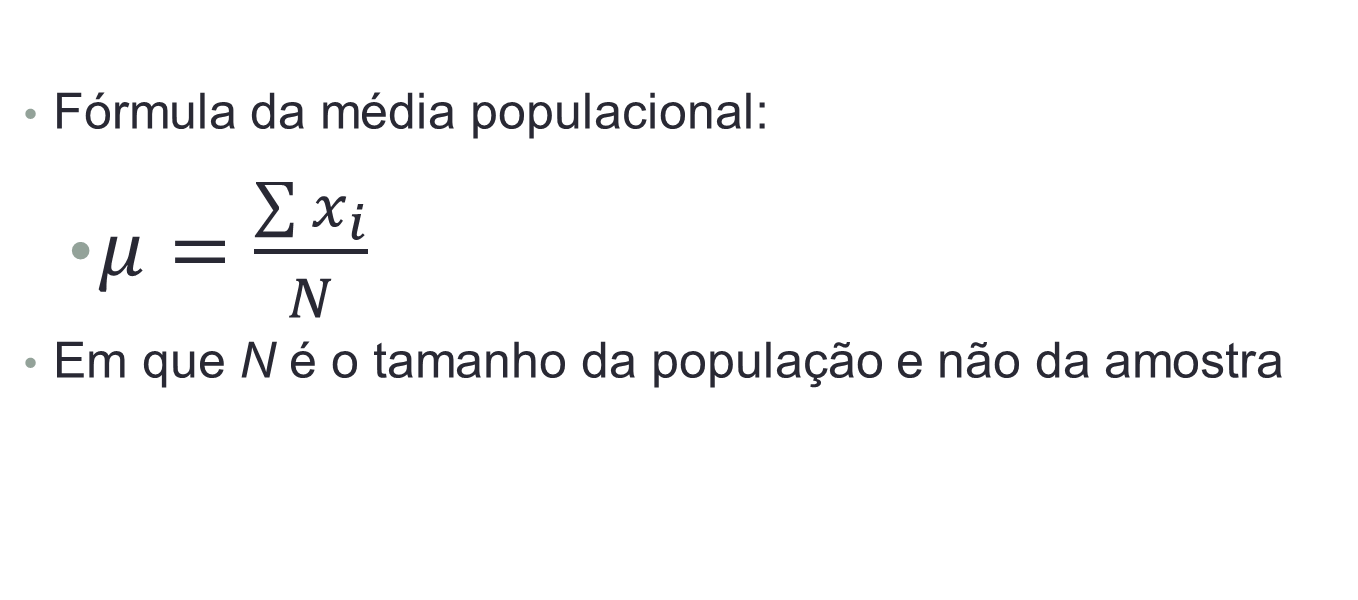 • Fórmula da média populacional:
• μ = ∑ xᵢ / N
• Em que N é o tamanho da população e não da amostra